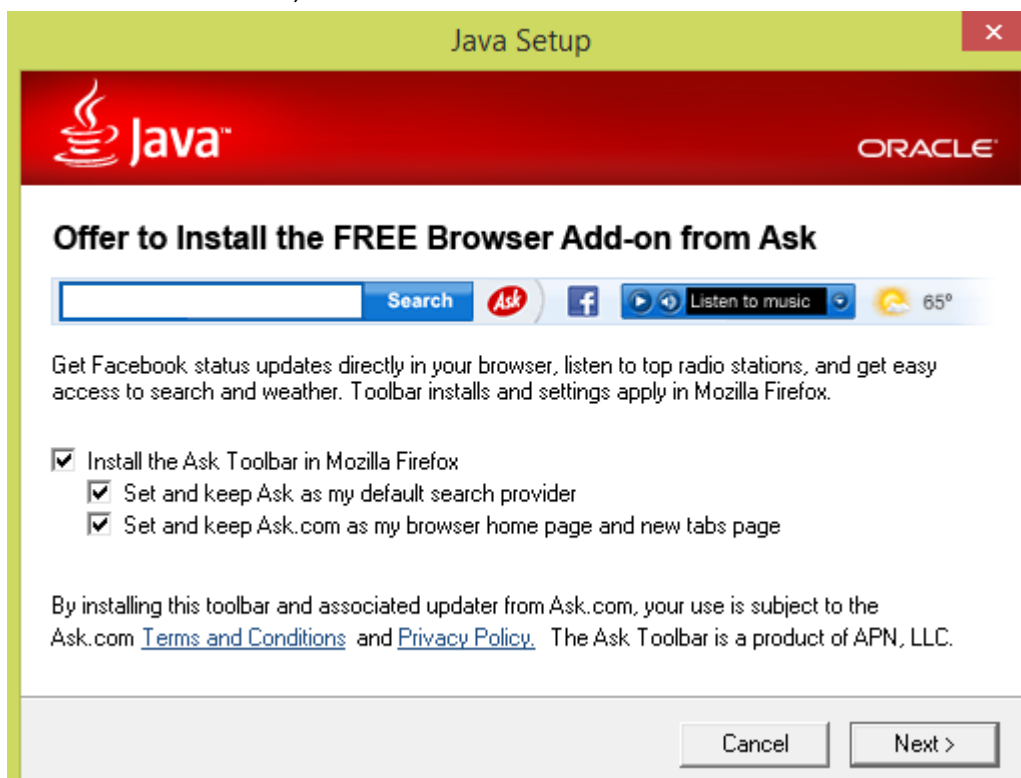 Java Setup
Java™
ORACLE
Offer to Install the FREE Browser Add-on from Ask
Search Ask f Listen to music 65°
Get Facebook status updates directly in your browser, listen to top radio stations, and get easy
access to search and weather. Toolbar installs and settings apply in Mozilla Firefox.
Install the Ask Toolbar in Mozilla Firefox
Set and keep Ask as my default search provider
Set and keep Ask.com as my browser home page and new tabs page
By installing this toolbar and associated updater from Ask.com, your use is subject to the
Ask.com Terms and Conditions and Privacy Policy. The Ask Toolbar is a product of APN, LLC.
Cancel Next >